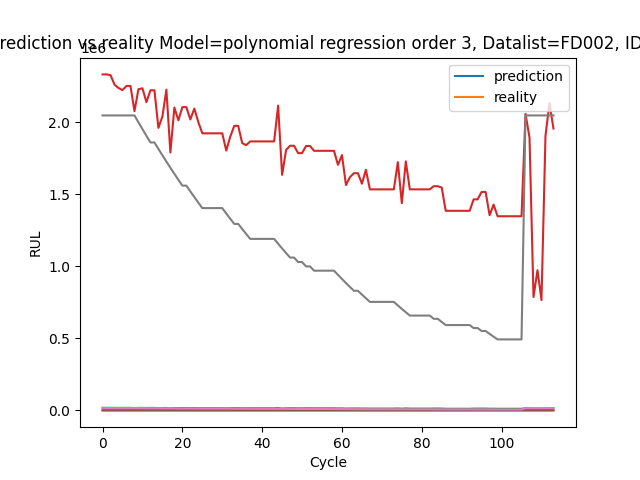 rediction vs reality Model=polynomial regression order 3, Datalist=FD002, ID
1e6
prediction
reality
2.0
1.5
1.0
0.5
0.0
RUL
0 20 40 60 80 100
Cycle